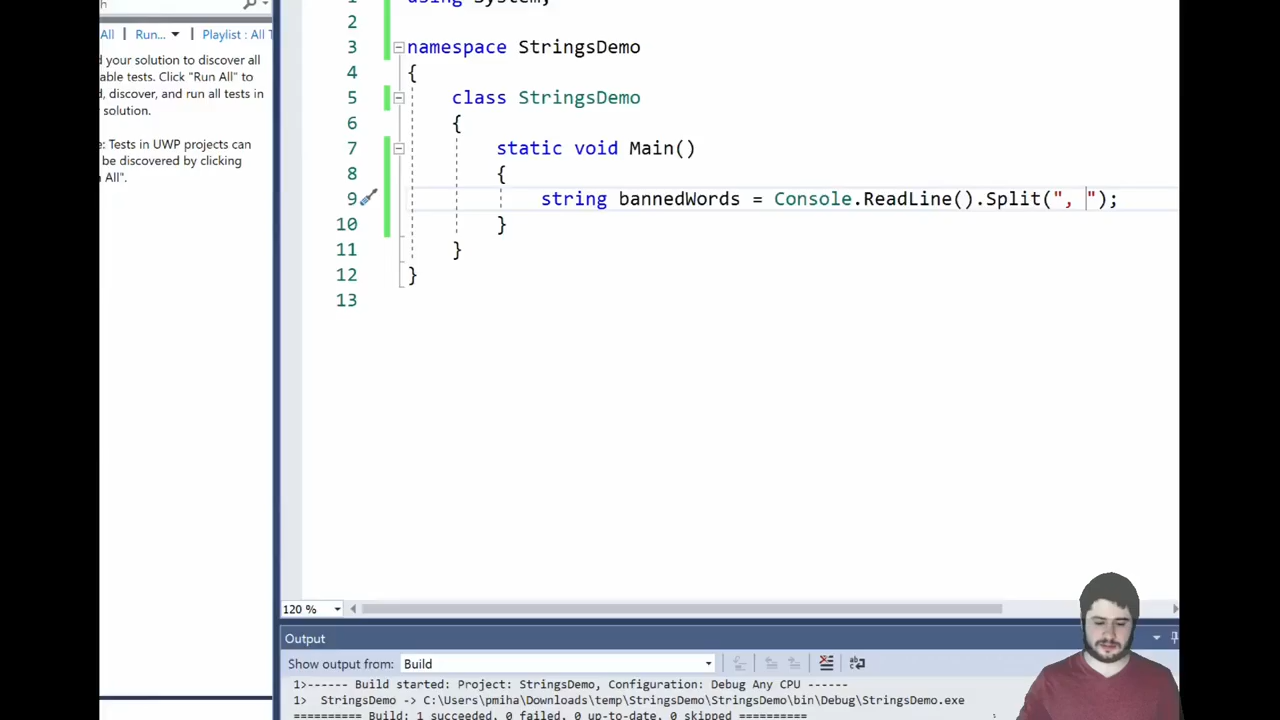 h
All | Run... | Playlist : All T
d your solution to discover all
able tests. Click "Run All" to
d, discover, and run all tests in
solution.
e: Tests in UWP projects can
be discovered by clicking
n All".
1 using System;
2
3 namespace StringsDemo
4 {
5 class StringsDemo
6 {
7 static void Main()
8 {
9 string bannedWords = Console.ReadLine().Split(", ");
10 }
11 }
12 }
13
120 %
Output
Show output from: Build
1>------ Build started: Project: StringsDemo, Configuration: Debug Any CPU ------
1> StringsDemo -> C:\Users\pmiha\Downloads\temp\StringsDemo\StringsDemo\bin\Debug\StringsDemo.exe
========== Build: 1 succeeded, 0 failed, 0 up-to-date, 0 skipped ==========